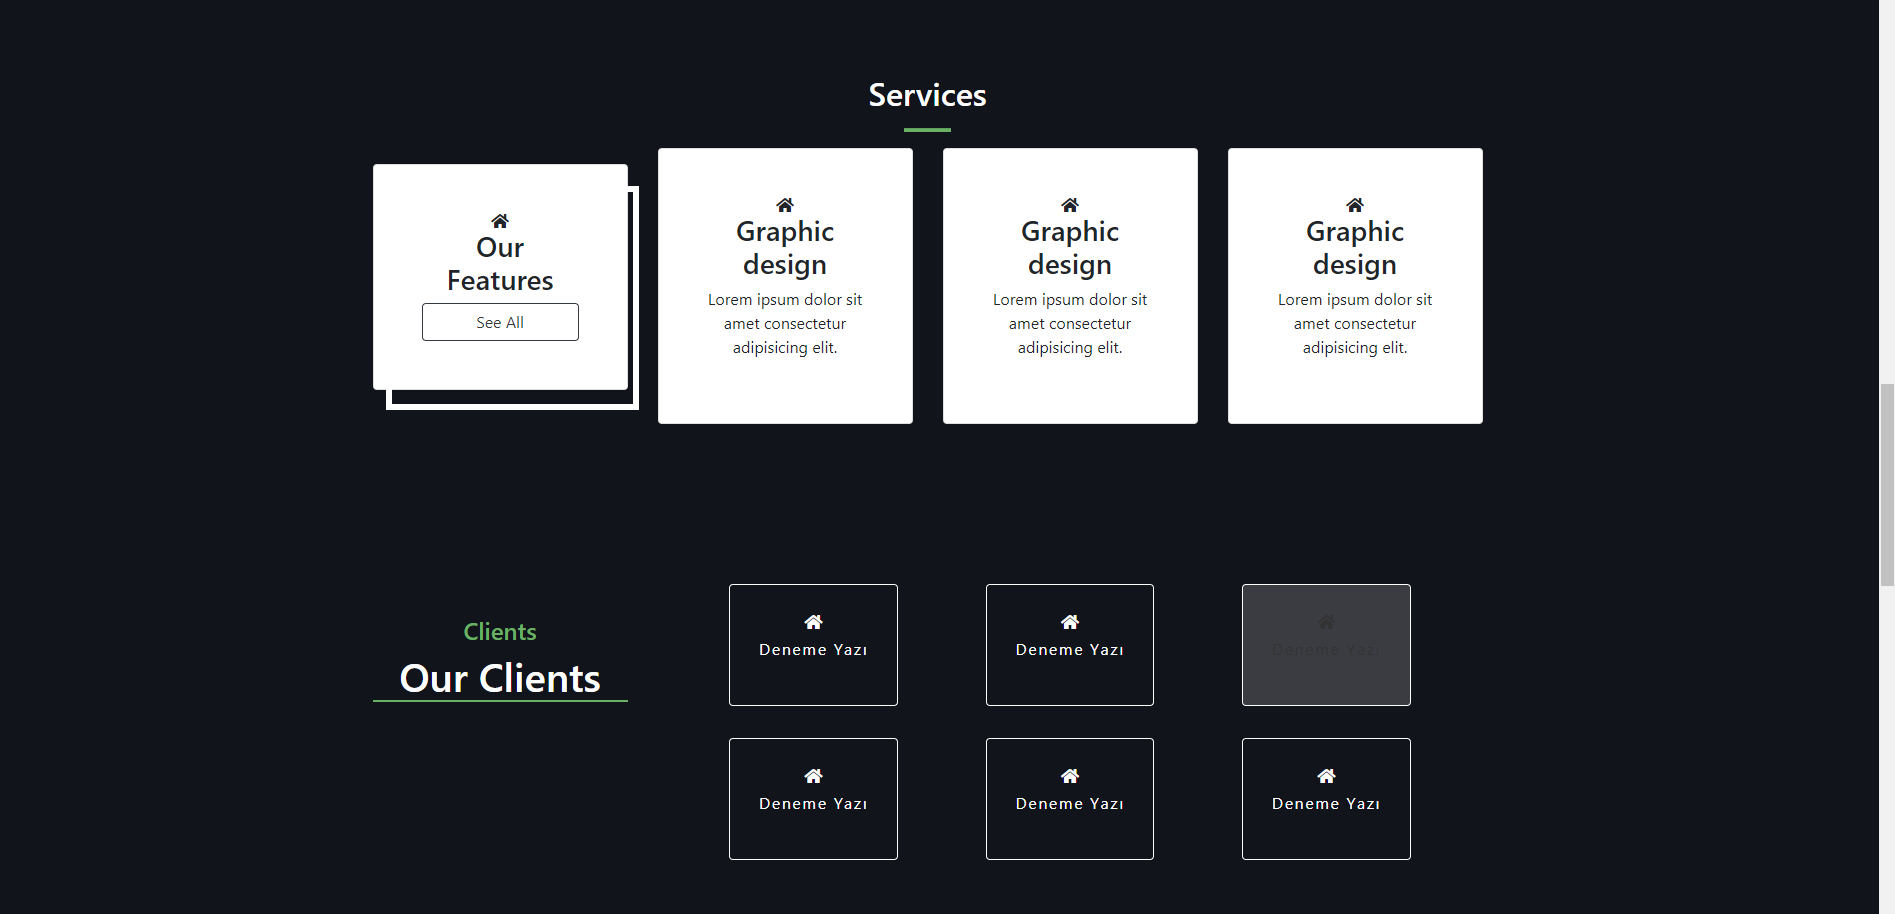 Services
Our
Features
See All
Graphic
design
Lorem ipsum dolor sit
amet consectetur
adipisicing elit.
Graphic
design
Lorem ipsum dolor sit
amet consectetur
adipisicing elit.
Graphic
design
Lorem ipsum dolor sit
amet consectetur
adipisicing elit.
Clients
Our Clients
Deneme Yazı
Deneme Yazı
Deneme Yazı
Deneme Yazı
Deneme Yazı
Deneme Yazı